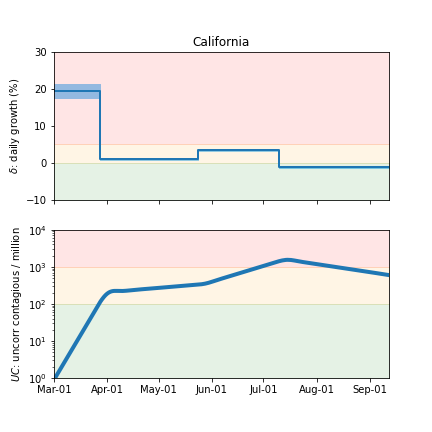 California
30
20
10
0
−10
δ: daily growth (%)
10⁴
10³
10²
10¹
10⁰
UC: uncorr contagious / million
Mar-01 Apr-01 May-01 Jun-01 Jul-01 Aug-01 Sep-01